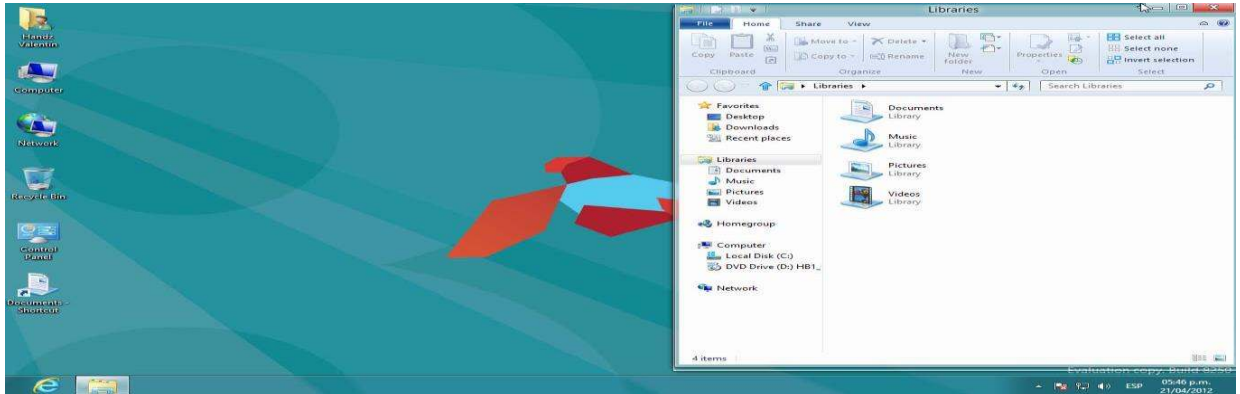 Handz
Valentin
Computer
Network
Recycle Bin
Control
Panel
Documents -
Shortcut
Libraries
File Home Share View
Copy Paste
Move to
Copy to
Delete
Rename
New
folder
Properties
Select all
Select none
Invert selection
Clipboard Organize New Open Select
Libraries
Search Libraries
Favorites
Desktop
Downloads
Recent places
Libraries
Documents
Music
Pictures
Videos
Homegroup
Computer
Local Disk (C:)
DVD Drive (D:) HB1_
Network
Documents
Library
Music
Library
Pictures
Library
Videos
Library
4 items
Evaluation copy. Build 8250
ESP
05:46 p.m.
21/04/2012